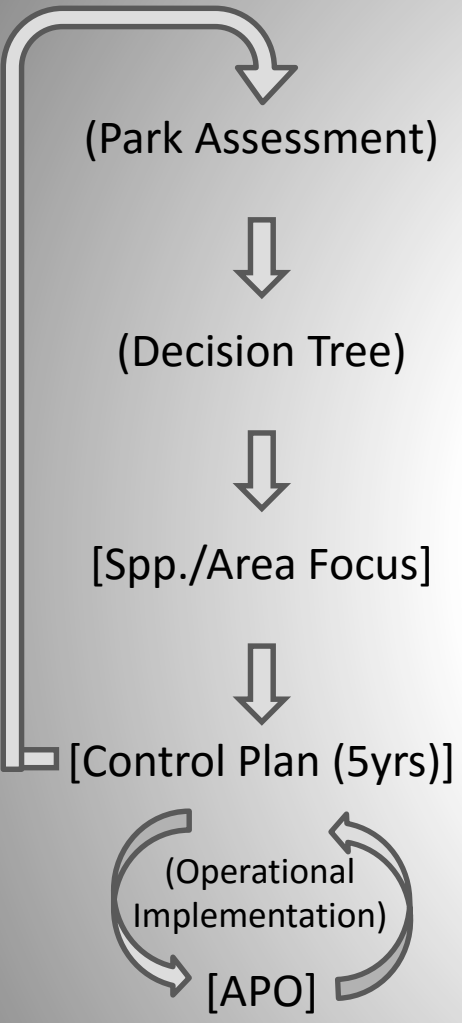 (Park Assessment)
(Decision Tree)
[Spp./Area Focus]
[Control Plan (5yrs)]
(Operational
Implementation)
[APO]